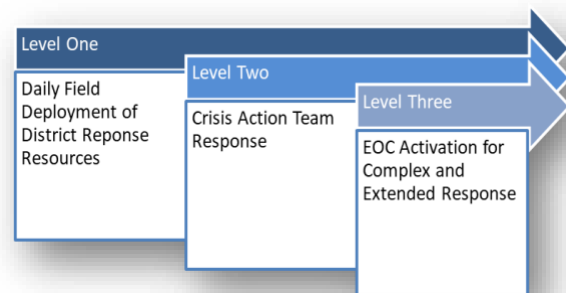 Level One
Daily Field
Deployment of
District Reponse
Resources
Level Two
Crisis Action Team
Response
Level Three
EOC Activation for
Complex and
Extended Response